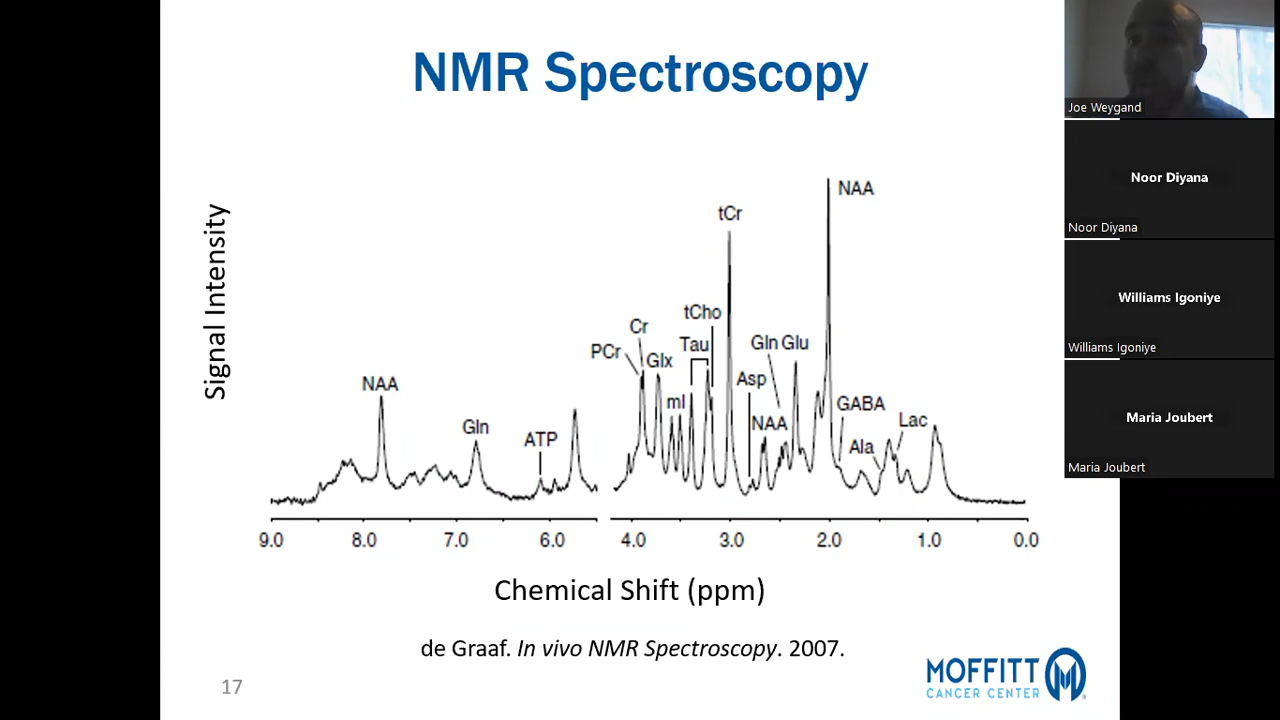 NMR Spectroscopy
Signal Intensity
NAA
tCr
tCho
Cr
PCr
Glx
Tau
Gln Glu
Asp
NAA
mI
NAA
GABA
Gln
ATP
Ala
Lac
9.0 8.0 7.0 6.0 4.0 3.0 2.0 1.0 0.0
Chemical Shift (ppm)
de Graaf. In vivo NMR Spectroscopy. 2007.
17
MOFFITT
CANCER CENTER
Joe Weygand
Noor Diyana
Noor Diyana
Williams Igoniye
Williams Igoniye
Maria Joubert
Maria Joubert